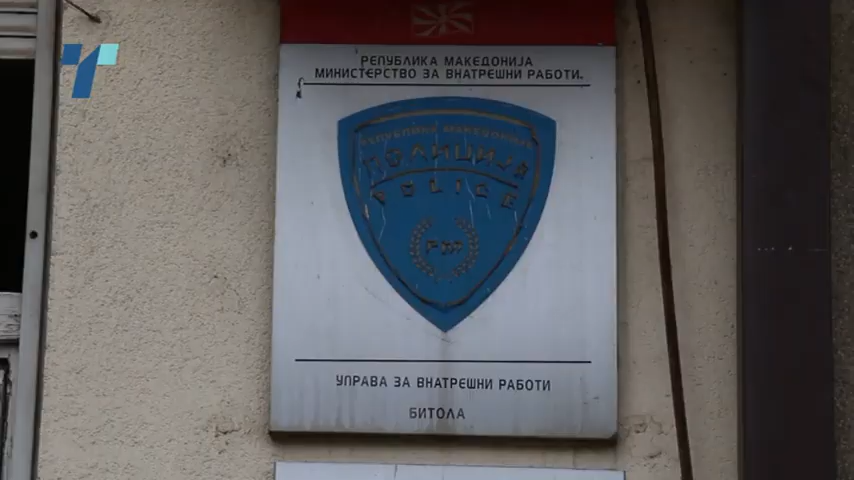 РЕПУБЛИКА МАКЕДОНИЈА
МИНИСТЕРСТВО ЗА ВНАТРЕШНИ РАБОТИ.
РЕПУБЛИКА МАКЕДОНИЈА
ПОЛИЦИЈА
POLICE
РМ
УПРАВА ЗА ВНАТРЕШНИ РАБОТИ
БИТОЛА